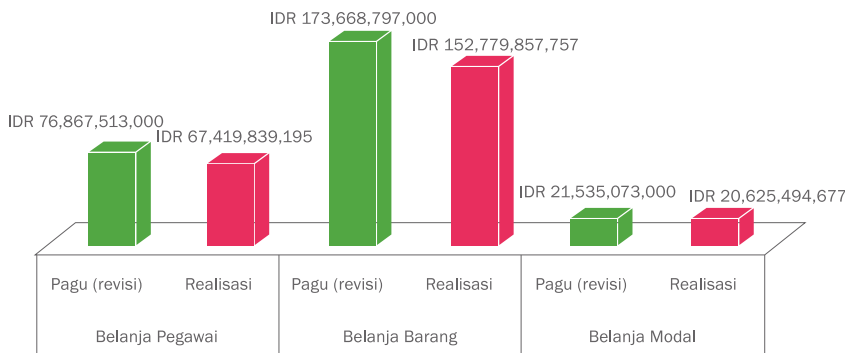 IDR 173,668,797,000
IDR 152,779,857,757
IDR 76,867,513,000
IDR 67,419,839,195
IDR 21,535,073,000
IDR 20,625,494,677
Pagu (revisi) Realisasi Pagu (revisi) Realisasi Pagu (revisi) Realisasi
Belanja Pegawai Belanja Barang Belanja Modal